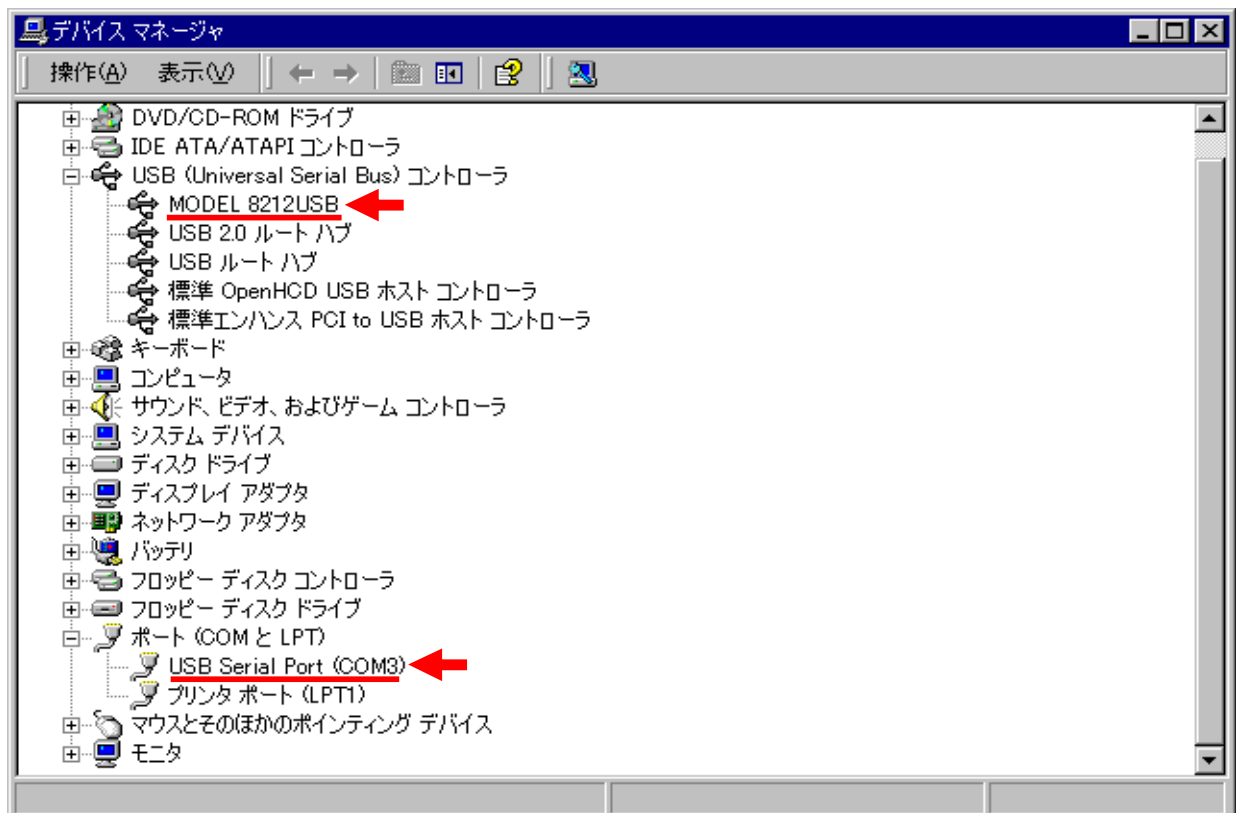 デバイス マネージャ
操作(A) 表示(V)
DVD/CD-ROM ドライブ
IDE ATA/ATAPI コントローラ
USB (Universal Serial Bus) コントローラ
MODEL 8212USB
USB 2.0 ルート ハブ
USB ルート ハブ
標準 OpenHCD USB ホスト コントローラ
標準エンハンス PCI to USB ホスト コントローラ
キーボード
コンピュータ
サウンド、ビデオ、およびゲーム コントローラ
システム デバイス
ディスク ドライブ
ディスプレイ アダプタ
ネットワーク アダプタ
バッテリ
フロッピー ディスク コントローラ
フロッピー ディスク ドライブ
ポート (COM と LPT)
USB Serial Port (COM3)
プリンタ ポート (LPT1)
マウスとそのほかのポインティング デバイス
モニタ